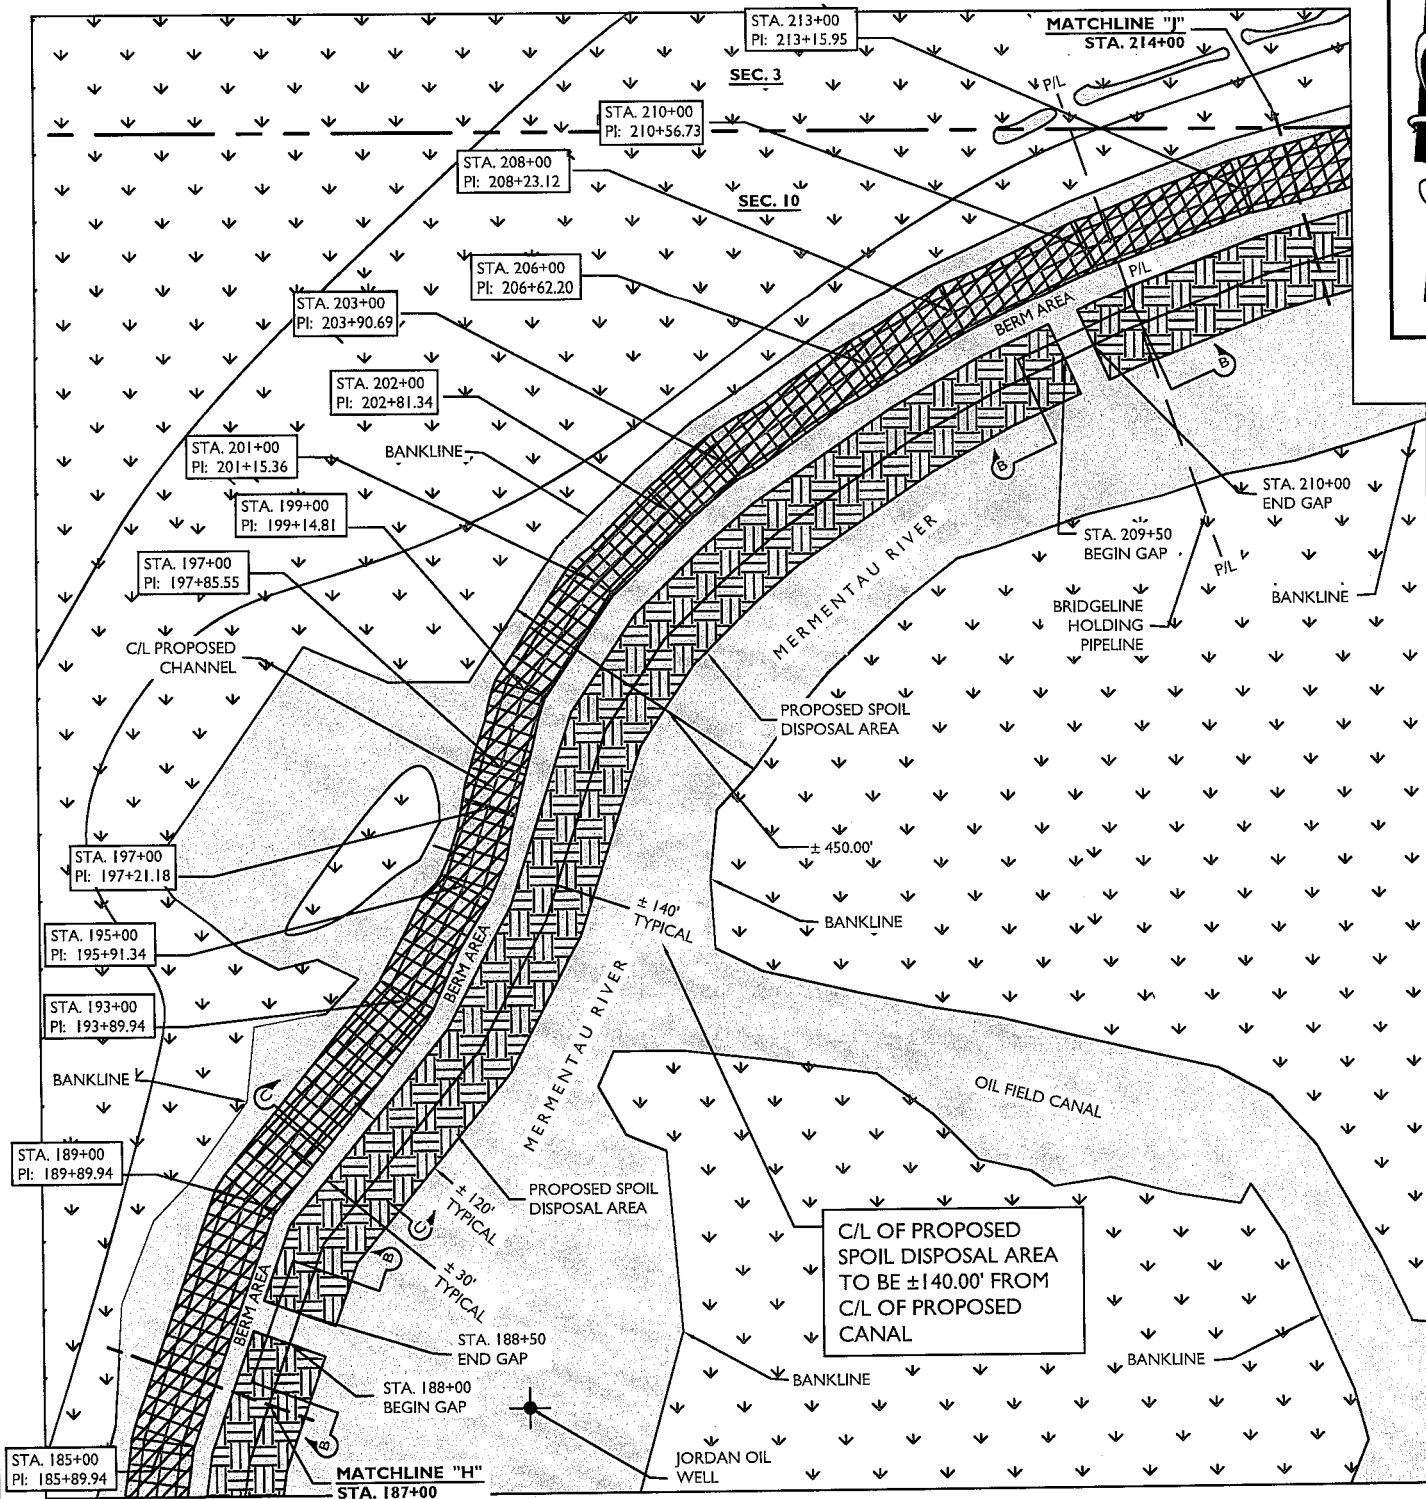 STA. 213+00
PI: 213+15.95
MATCHLINE "J"
STA. 214+00
SEC. 3
P/L
STA. 210+00
PI: 210+56.73
STA. 208+00
PI: 208+23.12
SEC. 10
STA. 206+00
PI: 206+62.20
P/L
BERM AREA
STA. 203+00
PI: 203+90.69
B
STA. 202+00
PI: 202+81.34
STA. 201+00
PI: 201+15.36
BANKLINE
B
STA. 210+00
END GAP
STA. 199+00
PI: 199+14.81
STA. 209+50
BEGIN GAP
MERMENTAU RIVER
STA. 197+00
PI: 197+85.55
P/L
BRIDGELINE
HOLDING
PIPELINE
BANKLINE
C/L PROPOSED
CHANNEL
PROPOSED SPOIL
DISPOSAL AREA
± 450.00'
STA. 197+00
PI: 197+21.18
± 140'
TYPICAL
BANKLINE
STA. 195+00
PI: 195+91.34
BERM AREA
STA. 193+00
PI: 193+89.94
MERMENTAU RIVER
BANKLINE
C
OIL FIELD CANAL
STA. 189+00
PI: 189+89.94
± 120'
TYPICAL
PROPOSED SPOIL
DISPOSAL AREA
C
B
± 30'
TYPICAL
C/L OF PROPOSED
SPOIL DISPOSAL AREA
TO BE ±140.00' FROM
C/L OF PROPOSED
CANAL
BERM AREA
STA. 188+50
END GAP
BANKLINE
BANKLINE
STA. 188+00
BEGIN GAP
B
STA. 185+00
PI: 185+89.94
MATCHLINE "H"
STA. 187+00
JORDAN OIL
WELL